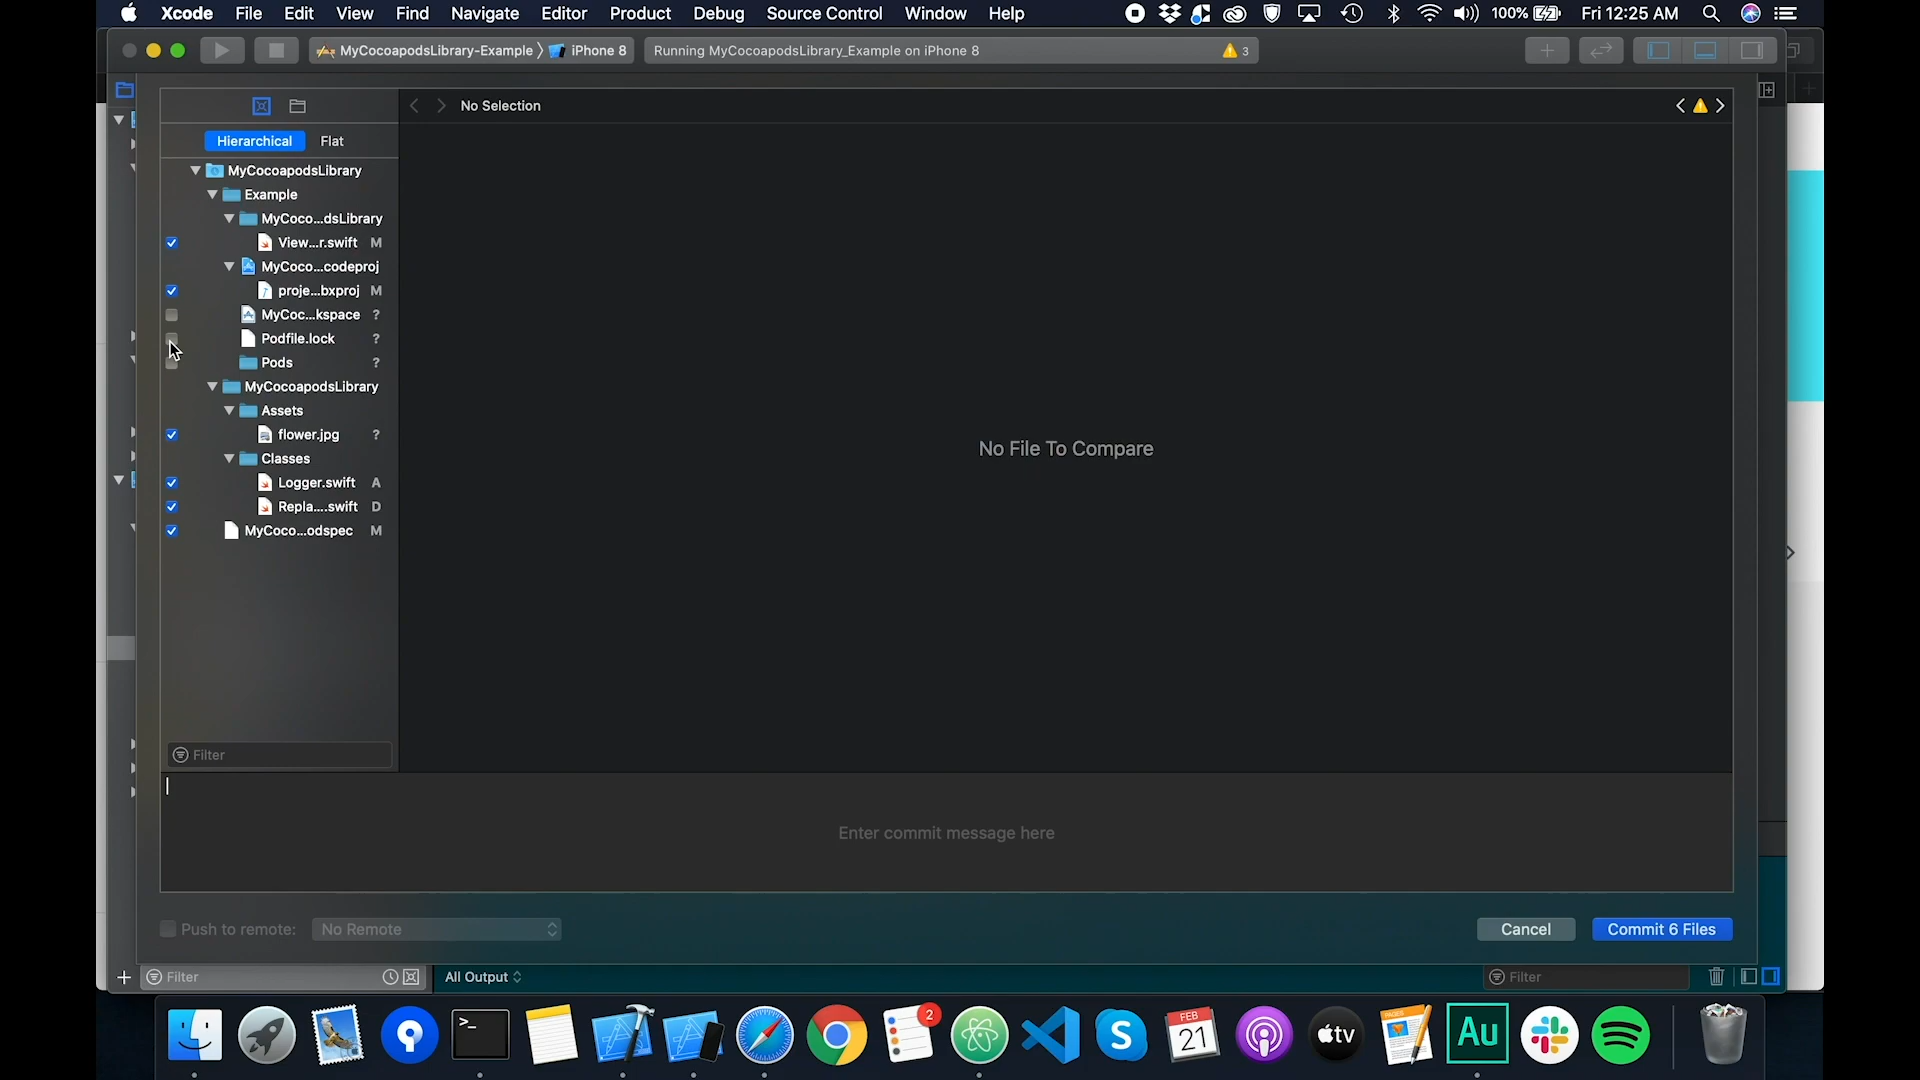 Xcode File Edit View Find Navigate Editor Product Debug Source Control Window Help 100% Fri 12:25 AM
MyCocoapodsLibrary-Example iPhone 8 Running MyCocoapodsLibrary_Example on iPhone 8 3
No Selection
Hierarchical Flat
MyCocoapodsLibrary
Example
MyCoco...dsLibrary
View...r.swift M
MyCoco...codeproj
proje...bxproj M
MyCoc...kspace ?
Podfile.lock ?
Pods ?
MyCocoapodsLibrary
Assets
flower.jpg ?
Classes
Logger.swift A
Repla....swift D
MyCoco...odspec M
No File To Compare
Filter
Enter commit message here
Push to remote: No Remote Cancel Commit 6 Files
Filter All Output Filter
2
FEB
21
PAGES
S
tv
Au